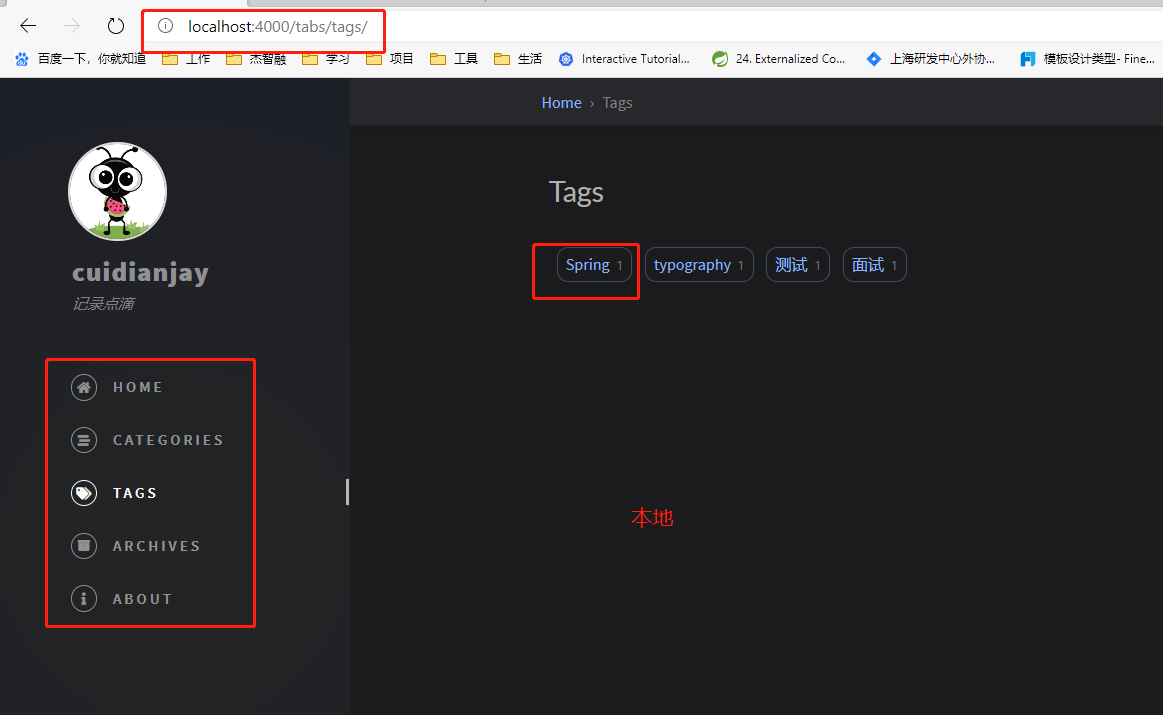 localhost:4000/tabs/tags/
百度一下，你就知道 工作 杰智融 学习 项目 工具 生活 Interactive Tutorial... 24. Externalized Co... 上海研发中心外协... 模板设计类型- Fine...
Home › Tags
Tags
Spring 1 typography 1 测试 1 面试 1
cuidianjay
记录点滴
HOME
CATEGORIES
TAGS
本地
ARCHIVES
ABOUT